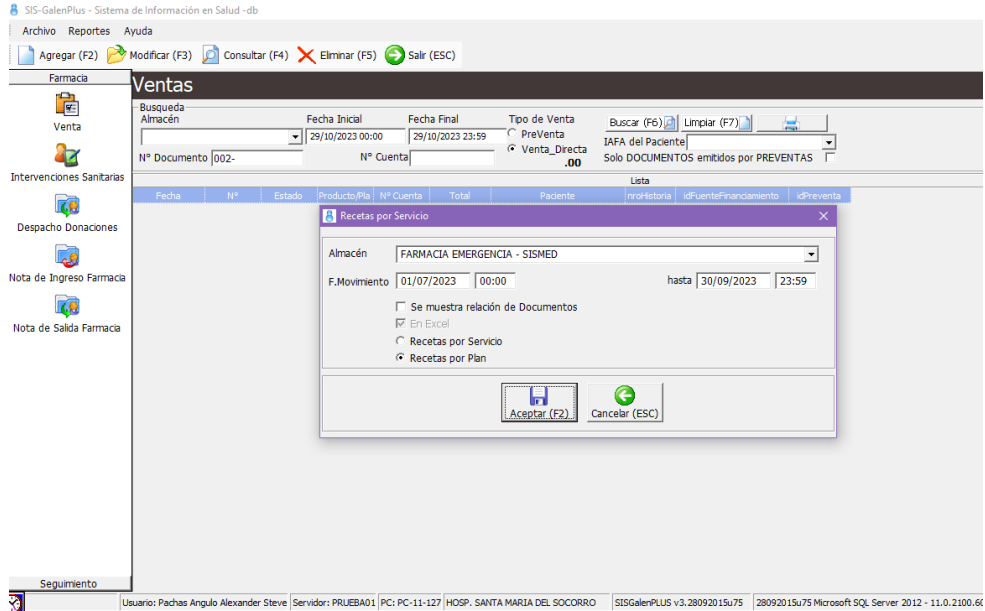 SIS-GalenPlus - Sistema de Información en Salud -db
Archivo Reportes Ayuda
Agregar (F2) Modificar (F3) Consultar (F4) Eliminar (F5) Salir (ESC)
Farmacia
Venta
Intervenciones Sanitarias
Despacho Donaciones
Nota de Ingreso Farmacia
Nota de Salida Farmacia
Seguimiento
Ventas
Busqueda
Almacén Fecha Inicial Fecha Final Tipo de Venta
29/10/2023 00:00 29/10/2023 23:59 PreVenta
Venta_Directa
Buscar (F6) Limpiar (F7)
IAFA del Paciente
Nº Documento 002- Nº Cuenta .00
Solo DOCUMENTOS emitidos por PREVENTAS
Lista
Fecha Nº Estado Producto/Pla Nº Cuenta Total Paciente nroHistoria idFuenteFinanciamiento idPreventa
Recetas por Servicio
Almacén FARMACIA EMERGENCIA - SISMED
F.Movimiento 01/07/2023 00:00 hasta 30/09/2023 23:59
Se muestra relación de Documentos
En Excel
Recetas por Servicio
Recetas por Plan
Aceptar (F2) Cancelar (ESC)
Usuario: Pachas Angulo Alexander Steve Servidor: PRUEBA01 PC: PC-11-127 HOSP. SANTA MARIA DEL SOCORRO SISGalenPLUS v3.28092015u75 28092015u75 Microsoft SQL Server 2012 - 11.0.2100.60